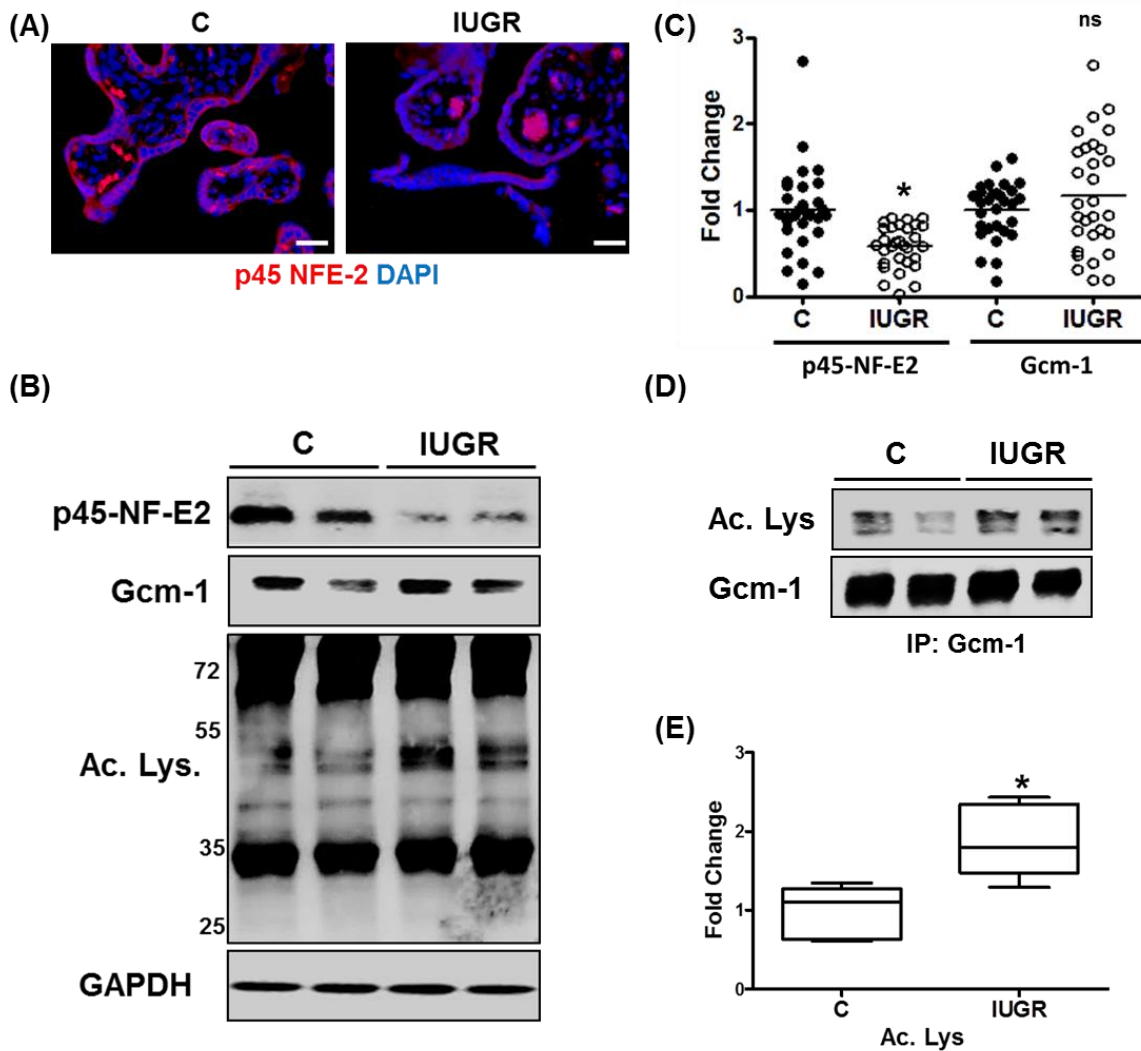 (A)
C
IUGR
p45 NFE-2 DAPI
(C)
ns
3
2
1
0
Fold Change
*
C
IUGR
C
IUGR
p45-NF-E2
Gcm-1
(B)
C
IUGR
p45-NF-E2
Gcm-1
Ac. Lys.
72
55
35
25
GAPDH
(D)
C
IUGR
Ac. Lys
Gcm-1
IP: Gcm-1
(E)
3
2
1
0
Fold Change
*
C
IUGR
Ac. Lys